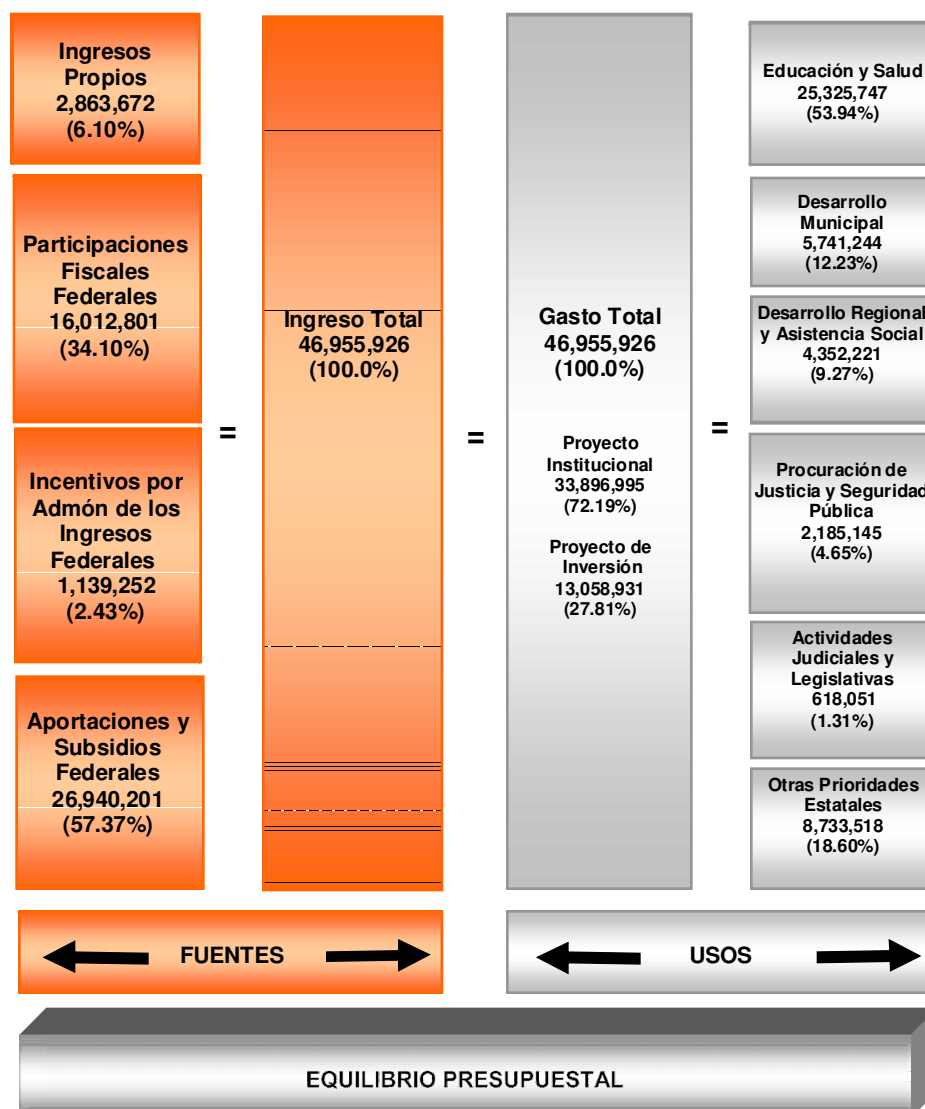 Ingresos
Propios
2,863,672
(6.10%)
Participaciones
Fiscales
Federales
16,012,801
(34.10%)
Incentivos por
Admón de los
Ingresos
Federales
1,139,252
(2.43%)
Aportaciones y
Subsidios
Federales
26,940,201
(57.37%)
=
Ingreso Total
46,955,926
(100.0%)
=
Gasto Total
46,955,926
(100.0%)
Proyecto
Institucional
33,896,995
(72.19%)
Proyecto de
Inversión
13,058,931
(27.81%)
=
Educación y Salud
25,325,747
(53.94%)
Desarrollo
Municipal
5,741,244
(12.23%)
Desarrollo Regional
y Asistencia Social
4,352,221
(9.27%)
Procuración de
Justicia y Seguridad
Pública
2,185,145
(4.65%)
Actividades
Judiciales y
Legislativas
618,051
(1.31%)
Otras Prioridades
Estatales
8,733,518
(18.60%)
FUENTES
USOS
EQUILIBRIO PRESUPUESTAL